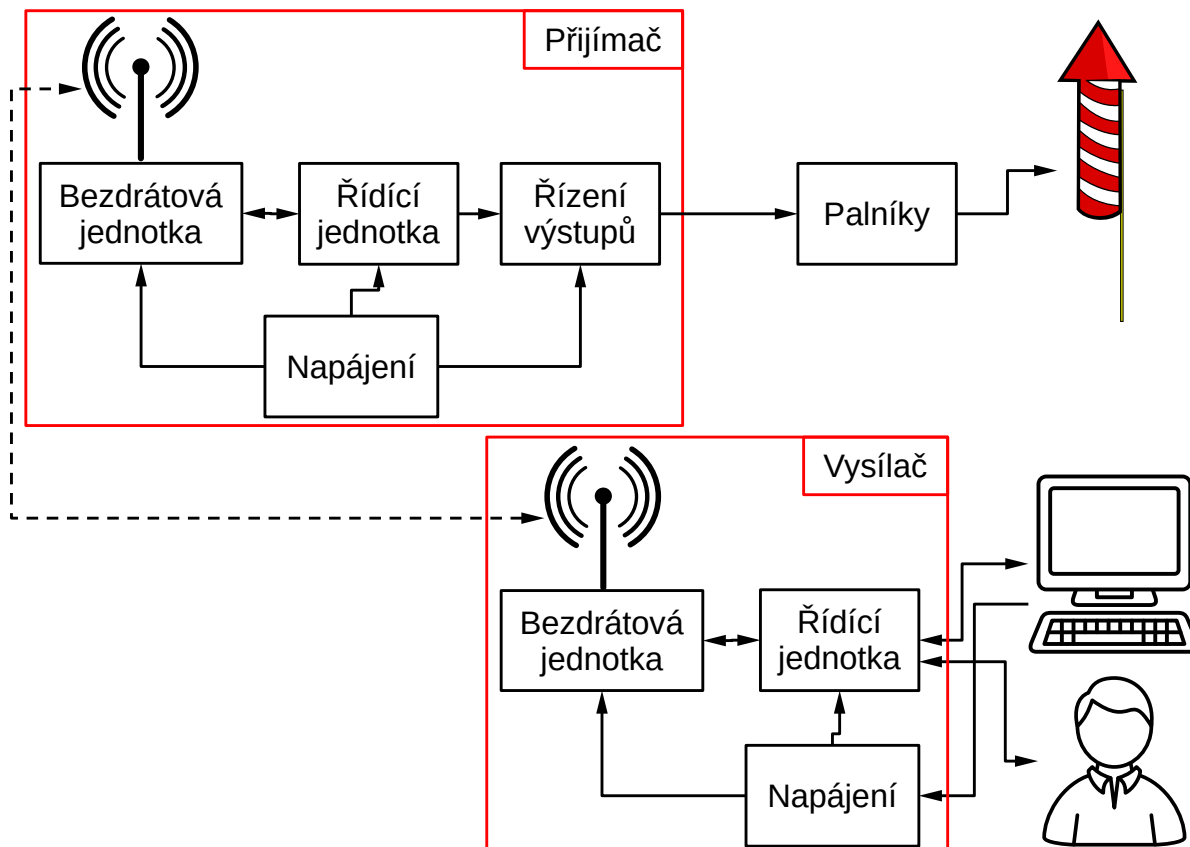 Přijímač
Bezdrátová
jednotka
Řídící
jednotka
Řízení
výstupů
Palníky
Napájení
Vysílač
Bezdrátová
jednotka
Řídící
jednotka
Napájení